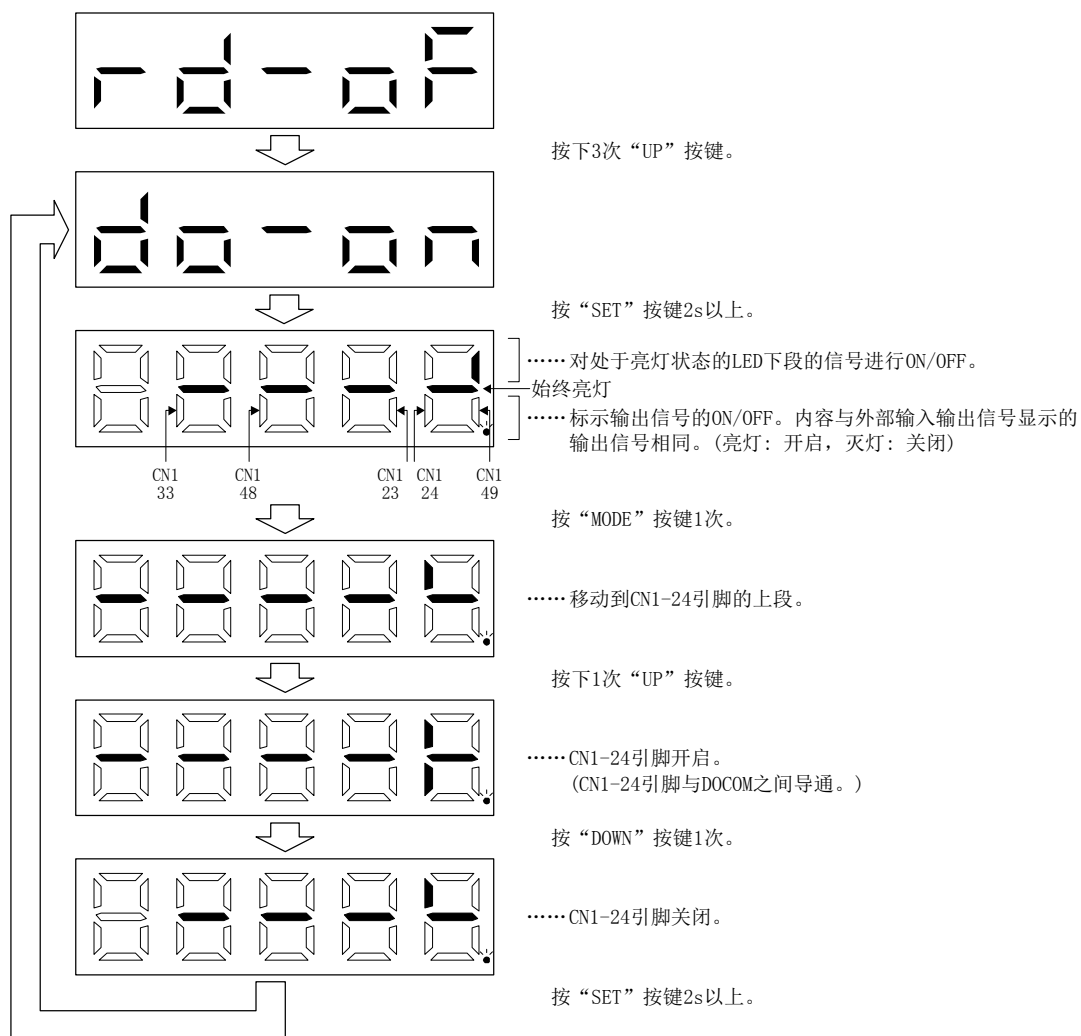 rd-oF
按下3次“UP”按键。
do-on
按“SET”按键2s以上。
……对处于亮灯状态的LED下段的信号进行ON/OFF。
始终亮灯
……标示输出信号的ON/OFF。内容与外部输入输出信号显示的
输出信号相同。(亮灯: 开启, 灭灯: 关闭)
CN1 CN1 CN1 CN1 CN1
33 48 23 24 49
按“MODE”按键1次。
……移动到CN1-24引脚的上段。
按下1次“UP”按键。
……CN1-24引脚开启。
(CN1-24引脚与DOCOM之间导通。)
按“DOWN”按键1次。
……CN1-24引脚关闭。
按“SET”按键2s以上。